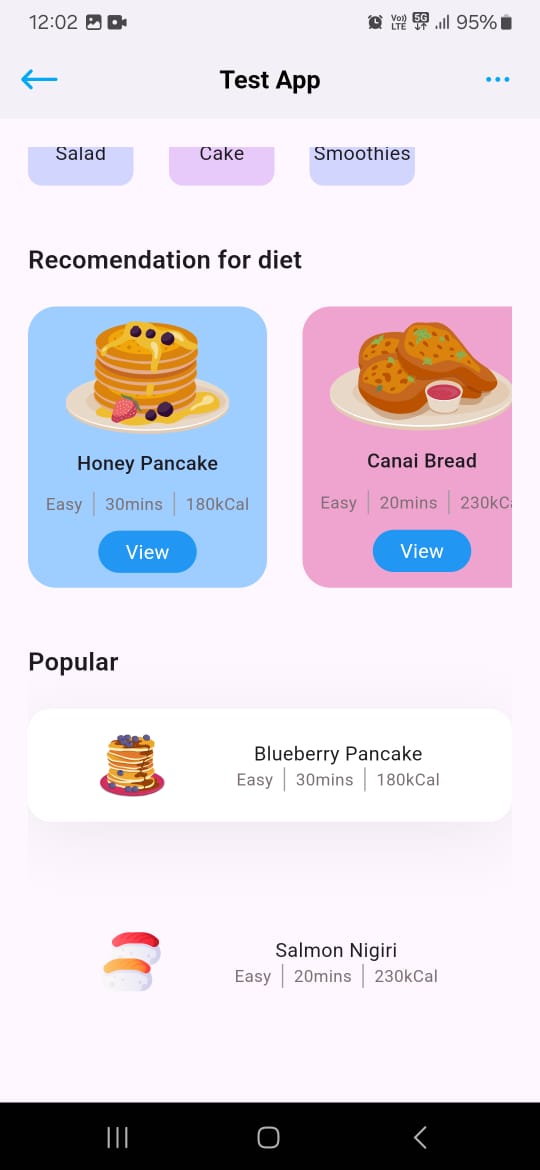 12:02 Vo)) LTE 5G 95%
Test App
Salad Cake Smoothies
Recomendation for diet
Honey Pancake Canai Bread
Easy 30mins 180kCal Easy 20mins 230kC
View View
Popular
Blueberry Pancake
Easy 30mins 180kCal
Salmon Nigiri
Easy 20mins 230kCal